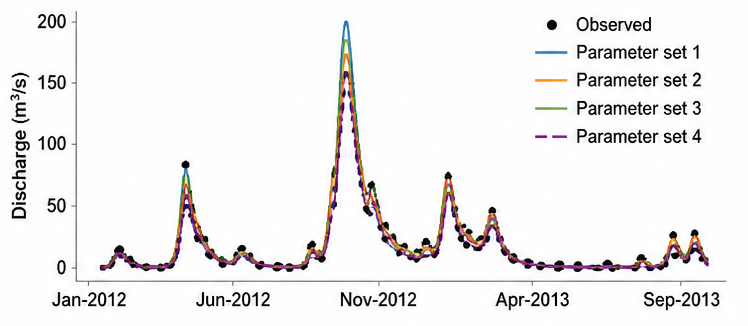 200
150
100
50
0
Discharge (m³/s)
Observed
Parameter set 1
Parameter set 2
Parameter set 3
Parameter set 4
Jan-2012 Jun-2012 Nov-2012 Apr-2013 Sep-2013